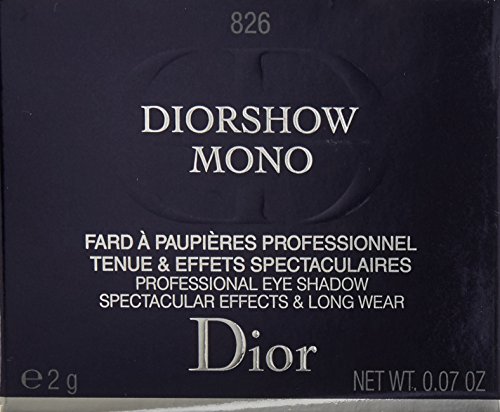 826
DIORSHOW
MONO
FARD À PAUPIÈRES PROFESSIONNEL
TENUE & EFFETS SPECTACULAIRES
PROFESSIONAL EYE SHADOW
SPECTACULAR EFFECTS & LONG WEAR
Dior
℮ 2 g NET WT. 0.07 OZ